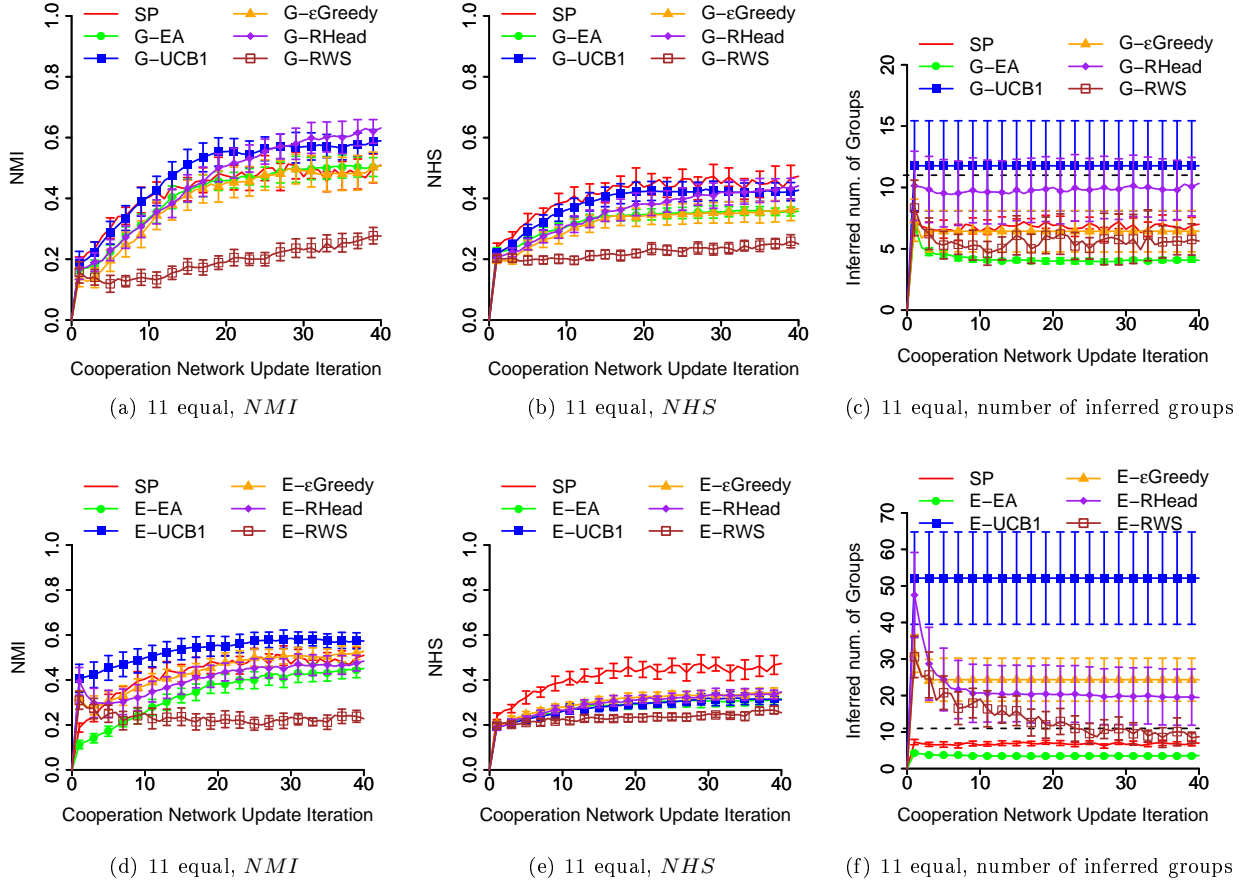 SP
G−EA
G−UCB1
G−εGreedy
G−RHead
G−RWS
NMI
0.0 0.2 0.4 0.6 0.8 1.0
0 10 20 30 40
Cooperation Network Update Iteration
(a) 11 equal, NMI
SP
G−EA
G−UCB1
G−εGreedy
G−RHead
G−RWS
NHS
0.0 0.2 0.4 0.6 0.8 1.0
0 10 20 30 40
Cooperation Network Update Iteration
(b) 11 equal, NHS
SP
G−EA
G−UCB1
G−εGreedy
G−RHead
G−RWS
Inferred num. of Groups
0 5 10 15 20
0 10 20 30 40
Cooperation Network Update Iteration
(c) 11 equal, number of inferred groups
SP
E−EA
E−UCB1
E−εGreedy
E−RHead
E−RWS
NMI
0.0 0.2 0.4 0.6 0.8 1.0
0 10 20 30 40
Cooperation Network Update Iteration
(d) 11 equal, NMI
SP
E−EA
E−UCB1
E−εGreedy
E−RHead
E−RWS
NHS
0.0 0.2 0.4 0.6 0.8 1.0
0 10 20 30 40
Cooperation Network Update Iteration
(e) 11 equal, NHS
SP
E−EA
E−UCB1
E−εGreedy
E−RHead
E−RWS
Inferred num. of Groups
0 10 20 30 40 50 60 70
0 10 20 30 40
Cooperation Network Update Iteration
(f) 11 equal, number of inferred groups